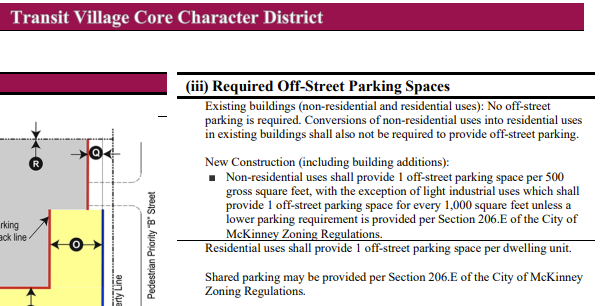 Transit Village Core Character District
(iii) Required Off-Street Parking Spaces
Existing buildings (non-residential and residential uses): No off-street
parking is required. Conversions of non-residential uses into residential uses
in existing buildings shall also not be required to provide off-street parking.
New Construction (including building additions):
■ Non-residential uses shall provide 1 off-street parking space per 500
gross square feet, with the exception of light industrial uses which shall
provide 1 off-street parking space for every 1,000 square feet unless a
lower parking requirement is provided per Section 206.E of the City of
McKinney Zoning Regulations.
Residential uses shall provide 1 off-street parking space per dwelling unit.
Shared parking may be provided per Section 206.E of the City of McKinney
Zoning Regulations.
Q
R
rking
ack line
O
erty Line
Pedestrian Priority "B" Street